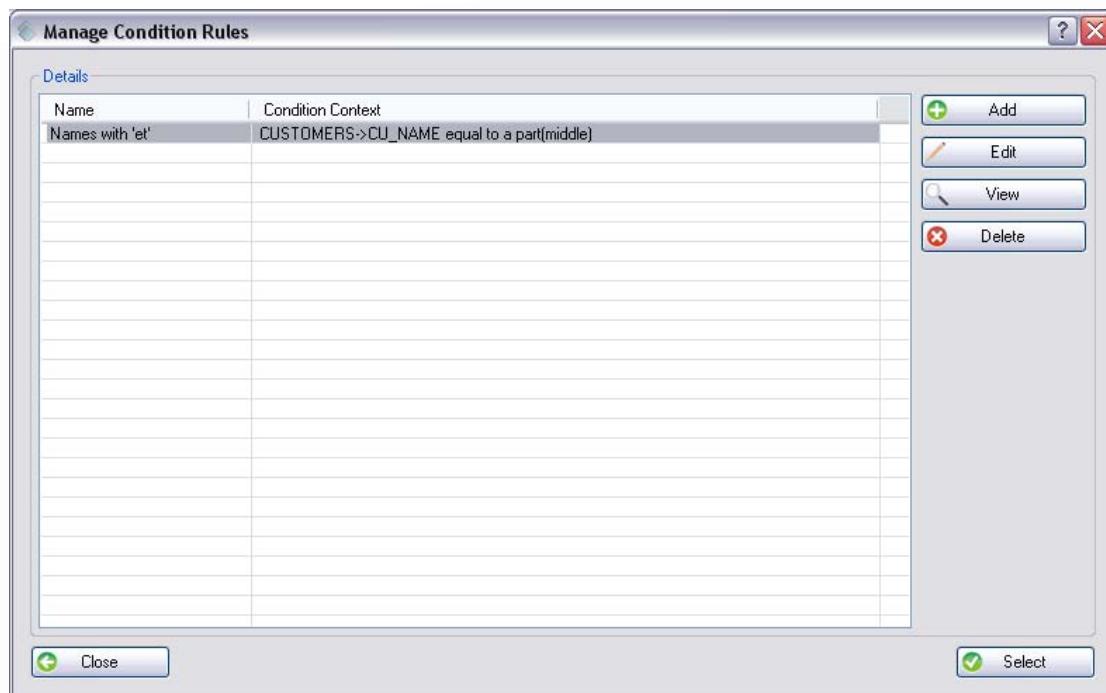 Manage Condition Rules
Details
Name Condition Context
Names with 'et' CUSTOMERS->CU_NAME equal to a part(middle)
Add
Edit
View
Delete
Close
Select